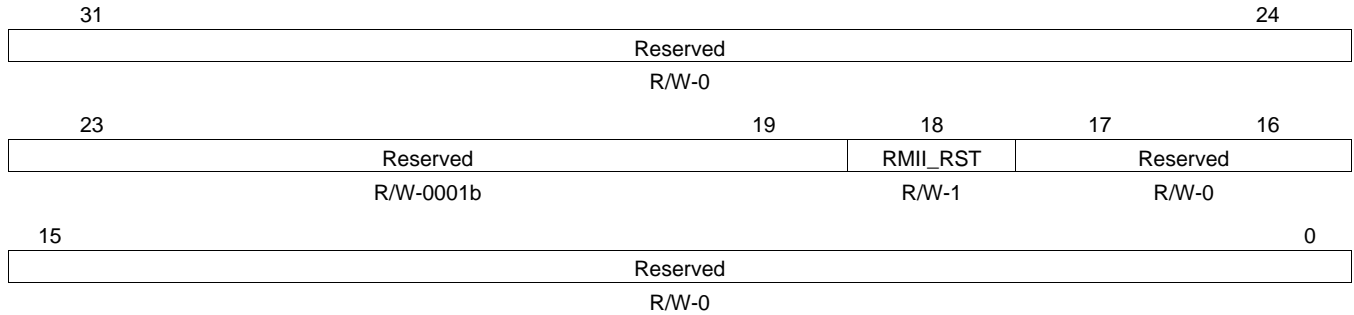 31 24
Reserved
R/W-0
23 19 18 17 16
Reserved RMII_RST Reserved
R/W-0001b R/W-1 R/W-0
15 0
Reserved
R/W-0